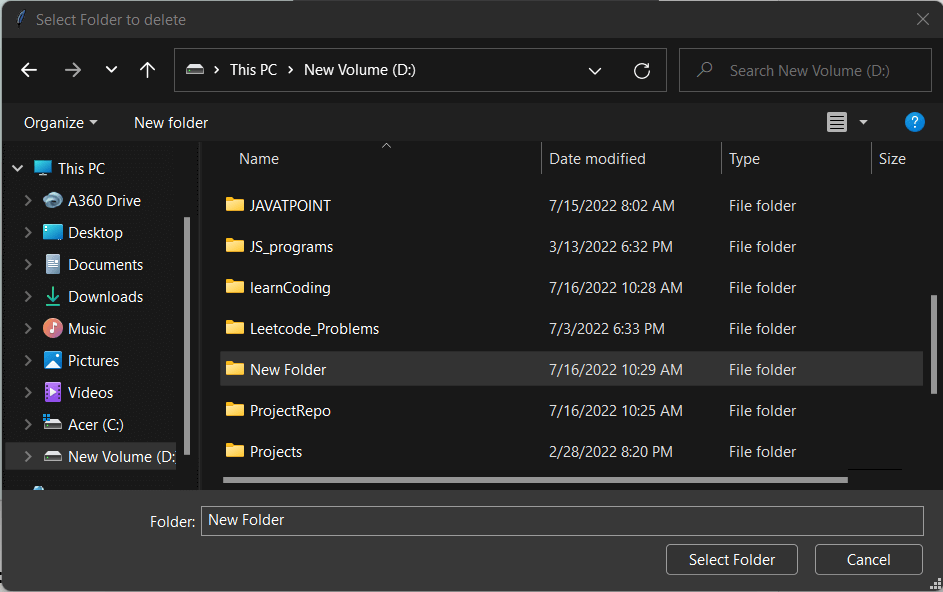 Select Folder to delete
This PC New Volume (D:) Search New Volume (D:)
Organize New folder ?
Name Date modified Type Size
This PC
A360 Drive
Desktop
Documents
Downloads
Music
Pictures
Videos
Acer (C:)
New Volume (D:
JAVATPOINT 7/15/2022 8:02 AM File folder
JS_programs 3/13/2022 6:32 PM File folder
learnCoding 7/16/2022 10:28 AM File folder
Leetcode_Problems 7/3/2022 6:33 PM File folder
New Folder 7/16/2022 10:29 AM File folder
ProjectRepo 7/16/2022 10:25 AM File folder
Projects 2/28/2022 8:20 PM File folder
Folder: New Folder
Select Folder Cancel